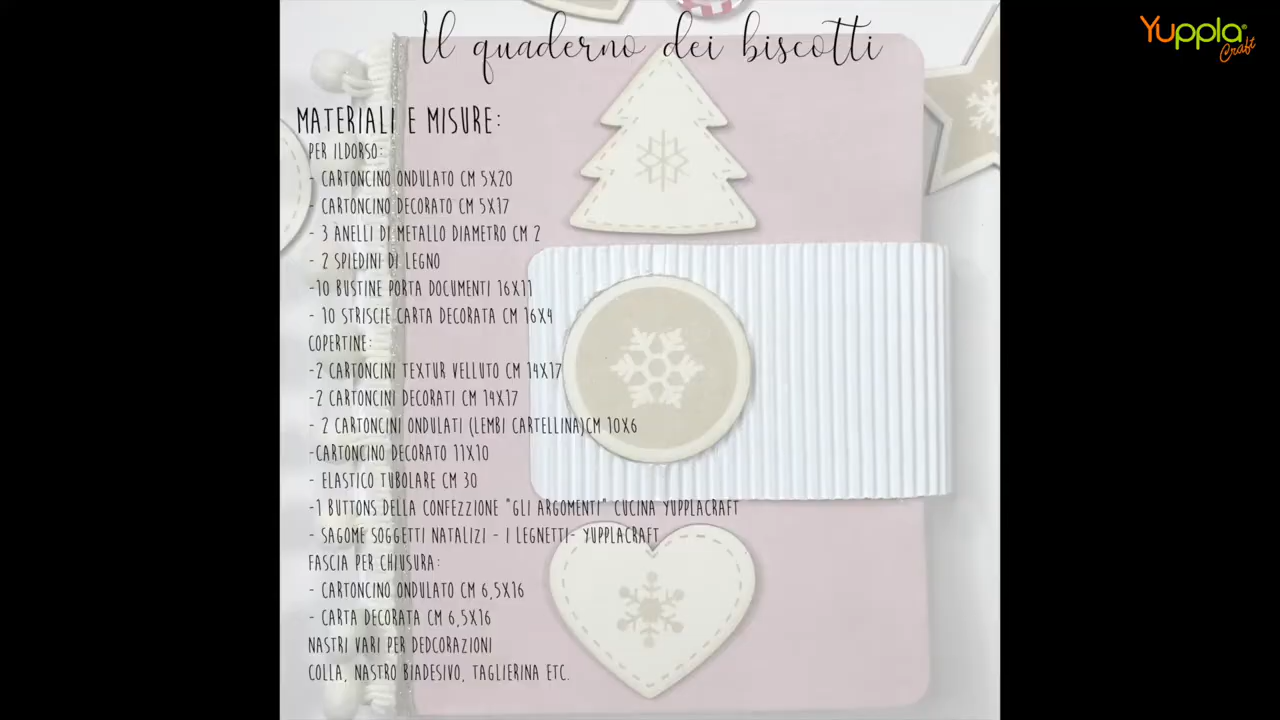 Il quaderno dei biscotti
Yuppla®
Craft
MATERIALI E MISURE:
PER ILDORSO:
- CARTONCINO ONDULATO CM 5X20
- CARTONCINO DECORATO CM 5X17
- 3 ANELLI DI METALLO DIAMETRO CM 2
- 2 SPIEDINI DI LEGNO
-10 BUSTINE PORTA DOCUMENTI 16X11
- 10 STRISCIE CARTA DECORATA CM 16X4
COPERTINE:
-2 CARTONCINI TEXTUR VELLUTO CM 14X17
-2 CARTONCINI DECORATI CM 14X17
- 2 CARTONCINI ONDULATI (LEMBI CARTELLINA)CM 10X6
-CARTONCINO DECORATO 11X10
- ELASTICO TUBOLARE CM 30
-1 BUTTONS DELLA CONFEZZIONE "GLI ARGOMENTI" CUCINA YUPPLACRAFT
- SAGOME SOGGETTI NATALIZI - I LEGNETTI- YUPPLACRAFT
FASCIA PER CHIUSURA:
- CARTONCINO ONDULATO CM 6,5X16
- CARTA DECORATA CM 6,5X16
NASTRI VARI PER DEDCORAZIONI
COLLA, NASTRO BIADESIVO, TAGLIERINA ETC.